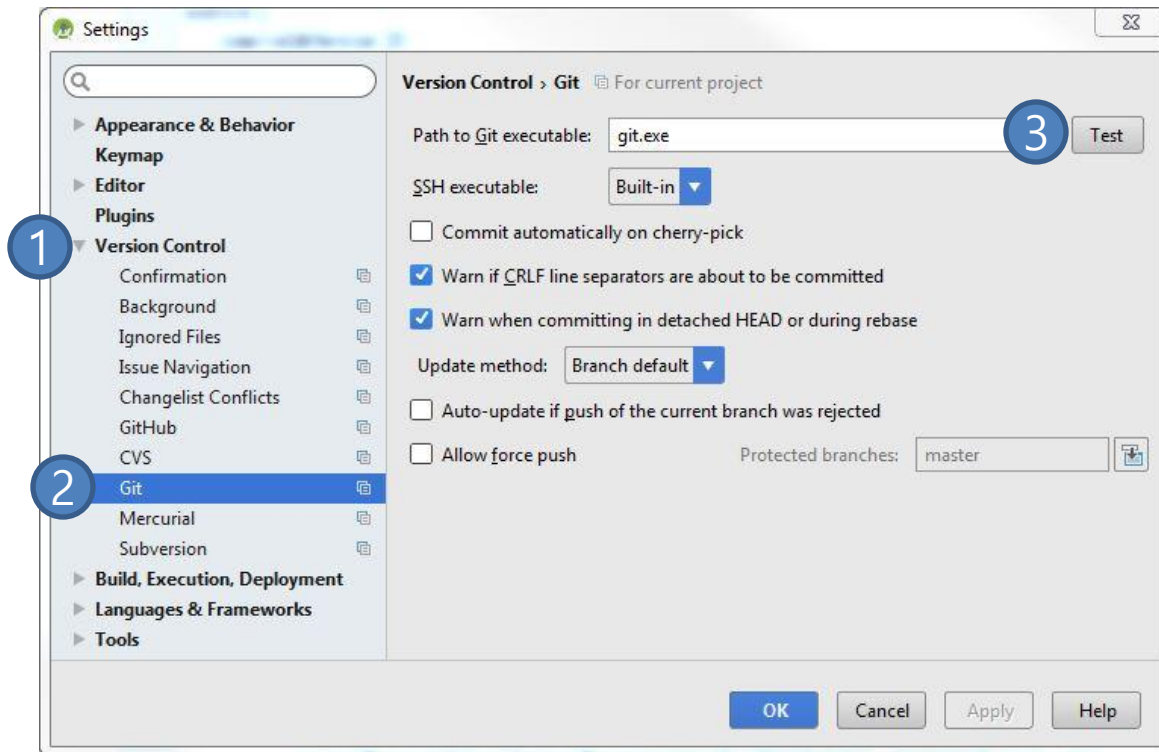 Settings
Version Control › Git For current project
Appearance & Behavior
Keymap
Editor
Plugins
1 Version Control
Confirmation
Background
Ignored Files
Issue Navigation
Changelist Conflicts
GitHub
CVS
2 Git
Mercurial
Subversion
Build, Execution, Deployment
Languages & Frameworks
Tools
Path to Git executable: git.exe 3 Test
SSH executable: Built-in
Commit automatically on cherry-pick
Warn if CRLF line separators are about to be committed
Warn when committing in detached HEAD or during rebase
Update method: Branch default
Auto-update if push of the current branch was rejected
Allow force push Protected branches: master
OK Cancel Apply Help